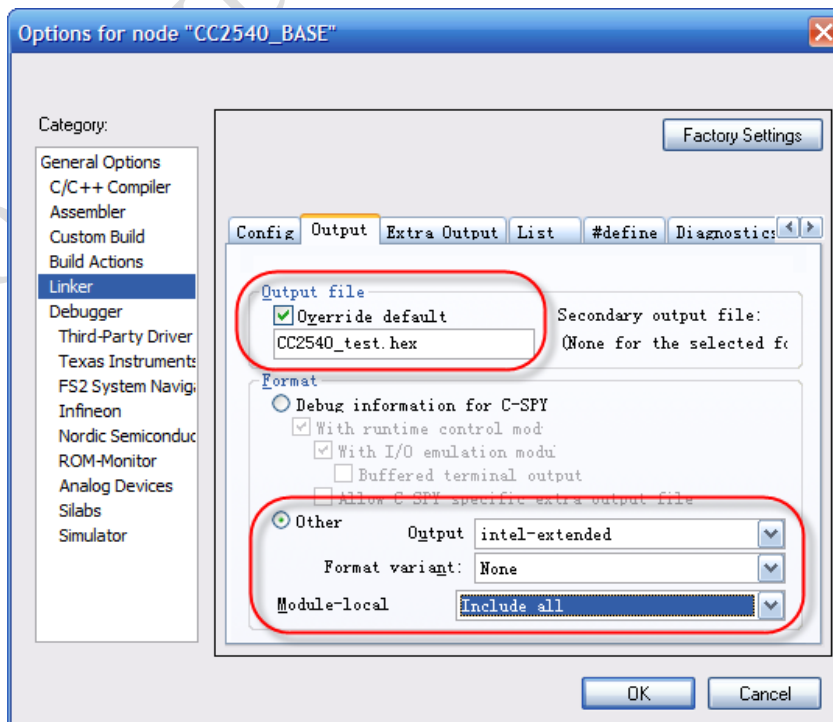 Options for node "CC2540_BASE"
Category:
General Options
C/C++ Compiler
Assembler
Custom Build
Build Actions
Linker
Debugger
Third-Party Driver
Texas Instruments
FS2 System Naviga
Infineon
Nordic Semiconduc
ROM-Monitor
Analog Devices
Silabs
Simulator
Factory Settings
Config Output Extra Output List #define Diagnostics
Output file
Override default
CC2540_test.hex
Secondary output file:
(None for the selected fo
Format
Debug information for C-SPY
With runtime control mod
With I/O emulation modu
Buffered terminal output
Allow C-SPY specific extra output file
Other
Output intel-extended
Format variant: None
Module-local Include all
OK Cancel